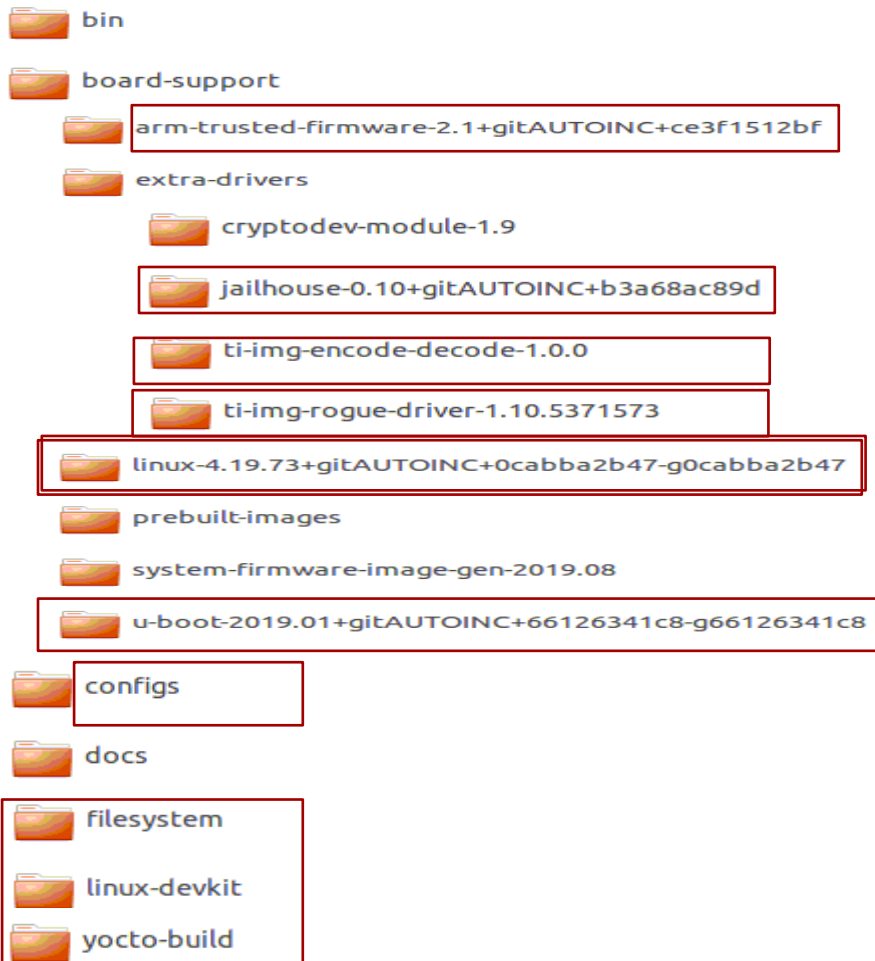 bin
board-support
arm-trusted-firmware-2.1+gitAUTOINC+ce3f1512bf
extra-drivers
cryptodev-module-1.9
jailhouse-0.10+gitAUTOINC+b3a68ac89d
ti-img-encode-decode-1.0.0
ti-img-rogue-driver-1.10.5371573
linux-4.19.73+gitAUTOINC+0cabba2b47-g0cabba2b47
prebuilt-images
system-firmware-image-gen-2019.08
u-boot-2019.01+gitAUTOINC+66126341c8-g66126341c8
configs
docs
filesystem
linux-devkit
yocto-build